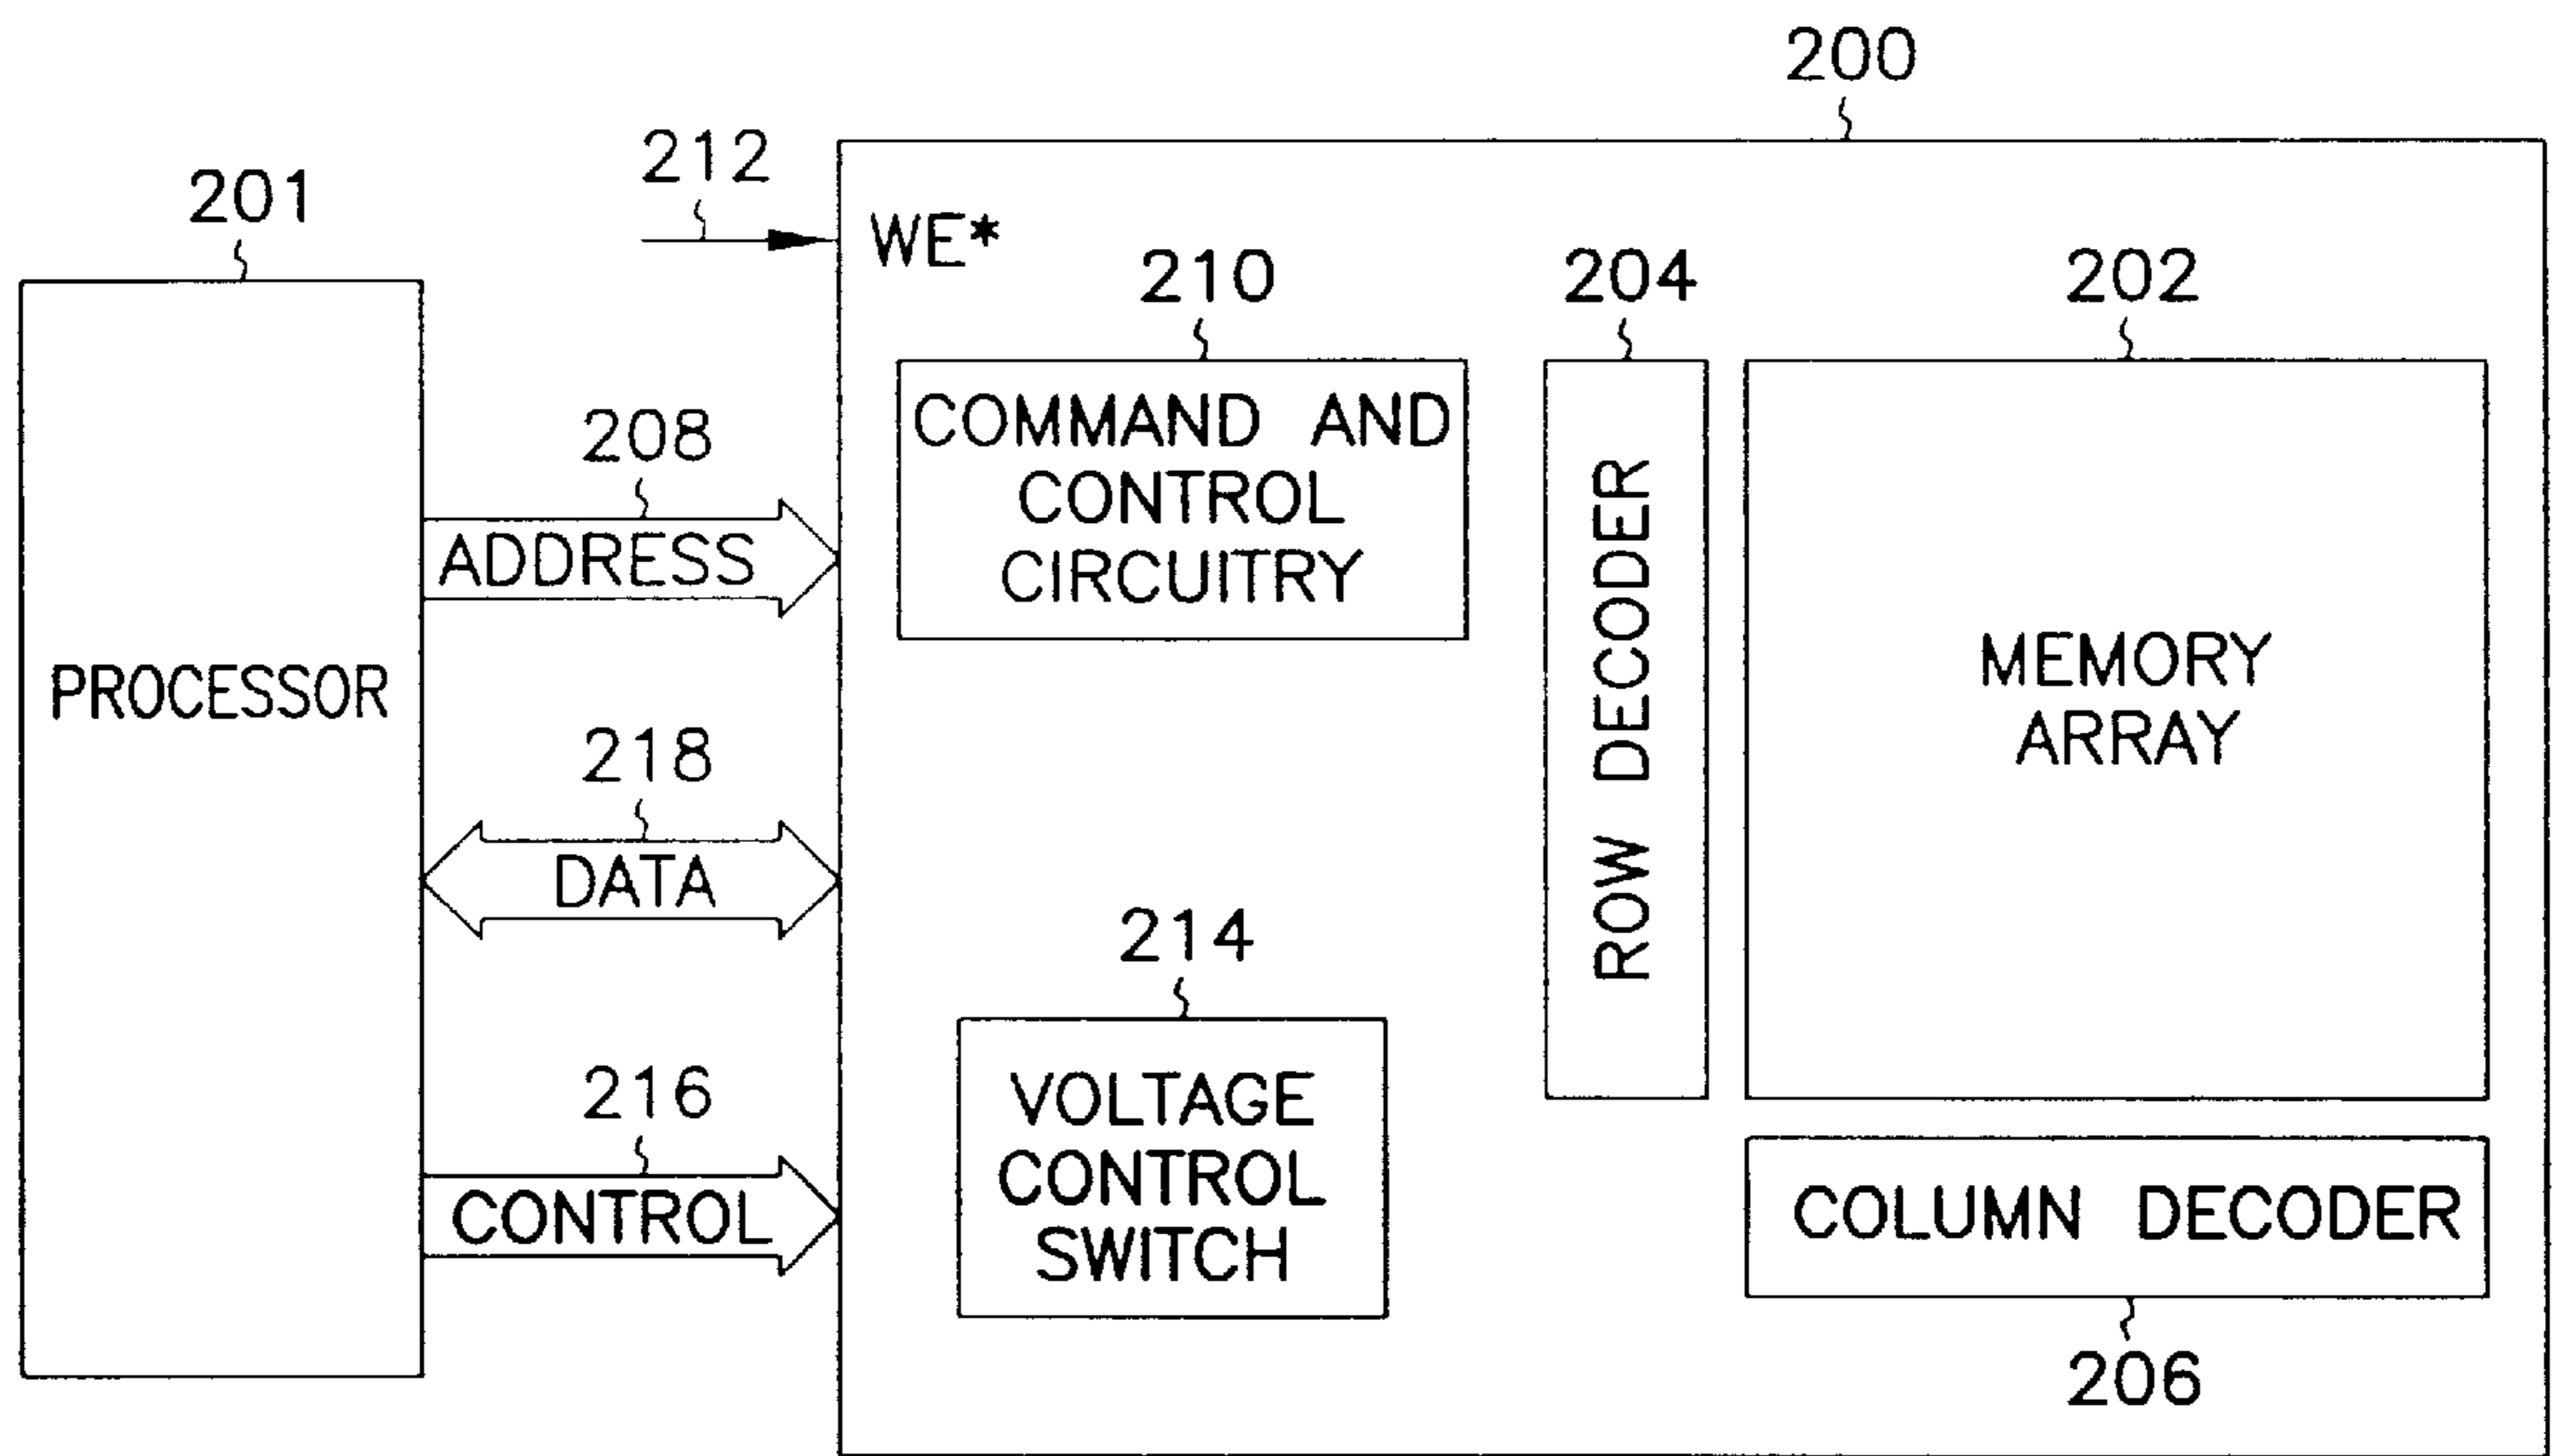 200
212
201
WE*
210
204
202
COMMAND AND
CONTROL
CIRCUITRY
208
ADDRESS
ROW DECODER
MEMORY
ARRAY
PROCESSOR
218
DATA
214
216
CONTROL
VOLTAGE
CONTROL
SWITCH
COLUMN DECODER
206